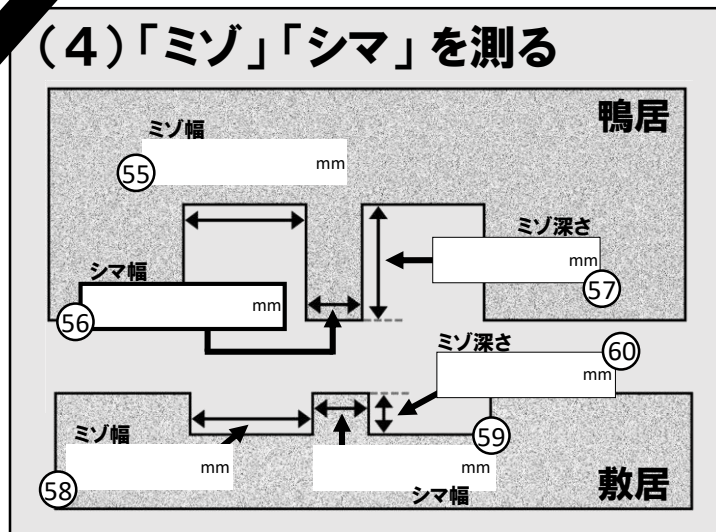 (4)「ミゾ」「シマ」を測る
鴨居
ミゾ幅
55 mm
ミゾ深さ
mm
57
シマ幅
mm
56
ミゾ深さ
60
mm
ミゾ幅
mm
58
59
mm
シマ幅
敷居